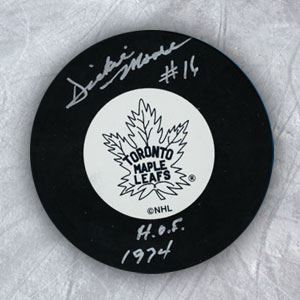 Dickie
Moore
#16
TORONTO
MAPLE
LEAFS
®
©NHL
H.O.F.
1974